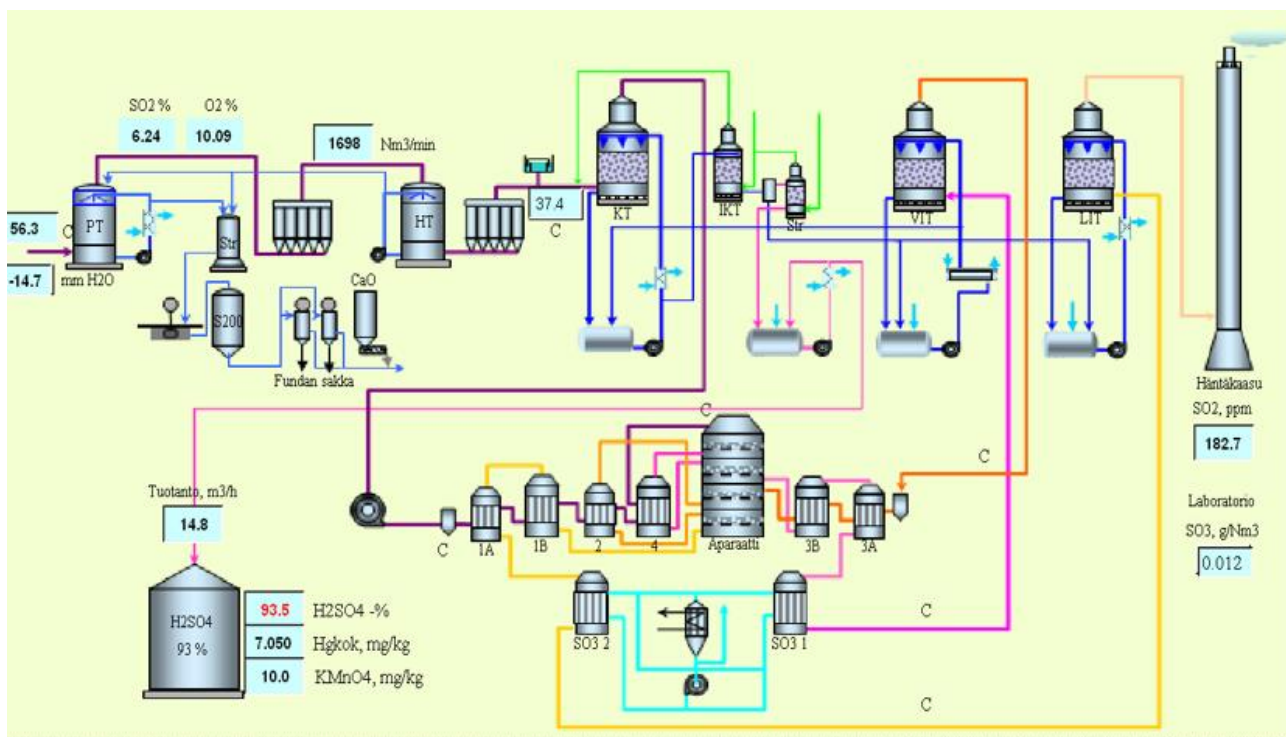 SO2 %
O2 %
6.24
10.09
1698
Nm3/min
56.3
C
-14.7
mm H2O
PT
Str
S200
HT
CaO
Fundan sakka
37.4
C
KT
IKT
Str
VIT
LIT
Häntäkaasu
SO2, ppm
182.7
Laboratorio
SO3, g/Nm3
0.012
Tuotanto, m3/h
14.8
H2SO4
93 %
93.5
H2SO4 -%
7.050
Hgkok, mg/kg
10.0
KMnO4, mg/kg
C
C
C
1A
1B
2
4
Aparaatti
3B
3A
SO3 2
SO3 1
C
C